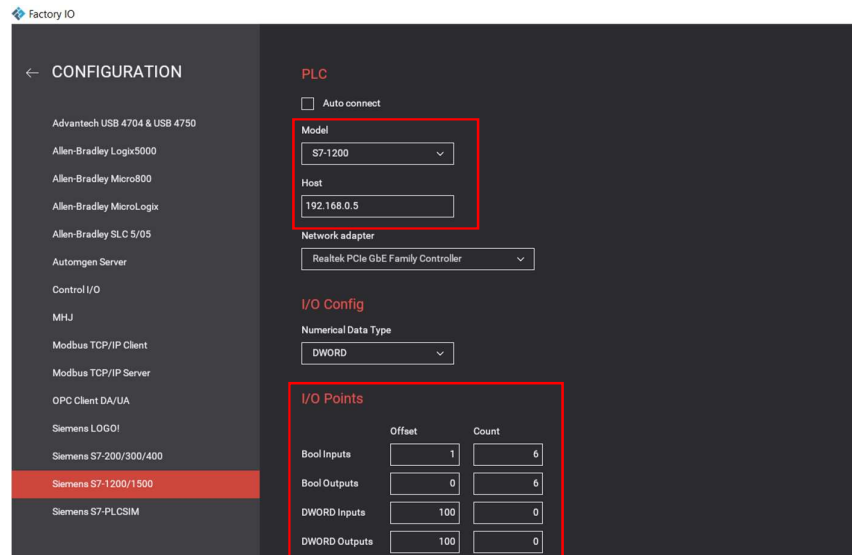 Factory IO
← CONFIGURATION
Advantech USB 4704 & USB 4750
Allen-Bradley Logix5000
Allen-Bradley Micro800
Allen-Bradley MicroLogix
Allen-Bradley SLC 5/05
Automgen Server
Control I/O
MHJ
Modbus TCP/IP Client
Modbus TCP/IP Server
OPC Client DA/UA
Siemens LOGO!
Siemens S7-200/300/400
Siemens S7-1200/1500
Siemens S7-PLCSIM
PLC
Auto connect
Model
S7-1200
Host
192.168.0.5
Network adapter
Realtek PCIe GbE Family Controller
I/O Config
Numerical Data Type
DWORD
I/O Points
Offset Count
Bool Inputs 1 6
Bool Outputs 0 6
DWORD Inputs 100 0
DWORD Outputs 100 0